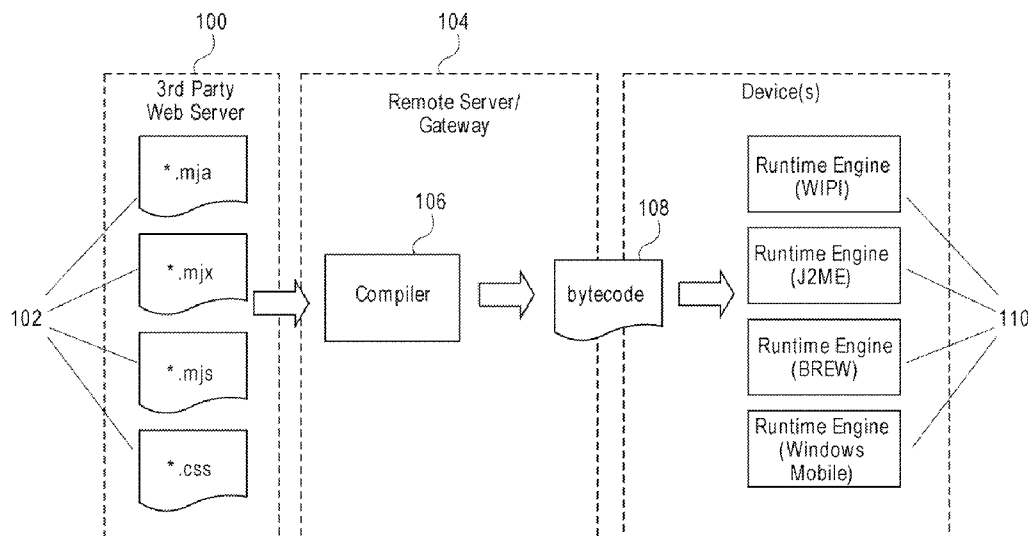 100
104
3rd Party
Web Server
Remote Server/
Gateway
Device(s)
*.mja
*.mjx
*.mjs
*.css
102
106
Compiler
108
bytecode
Runtime Engine
(WIPI)
Runtime Engine
(J2ME)
Runtime Engine
(BREW)
Runtime Engine
(Windows
Mobile)
110